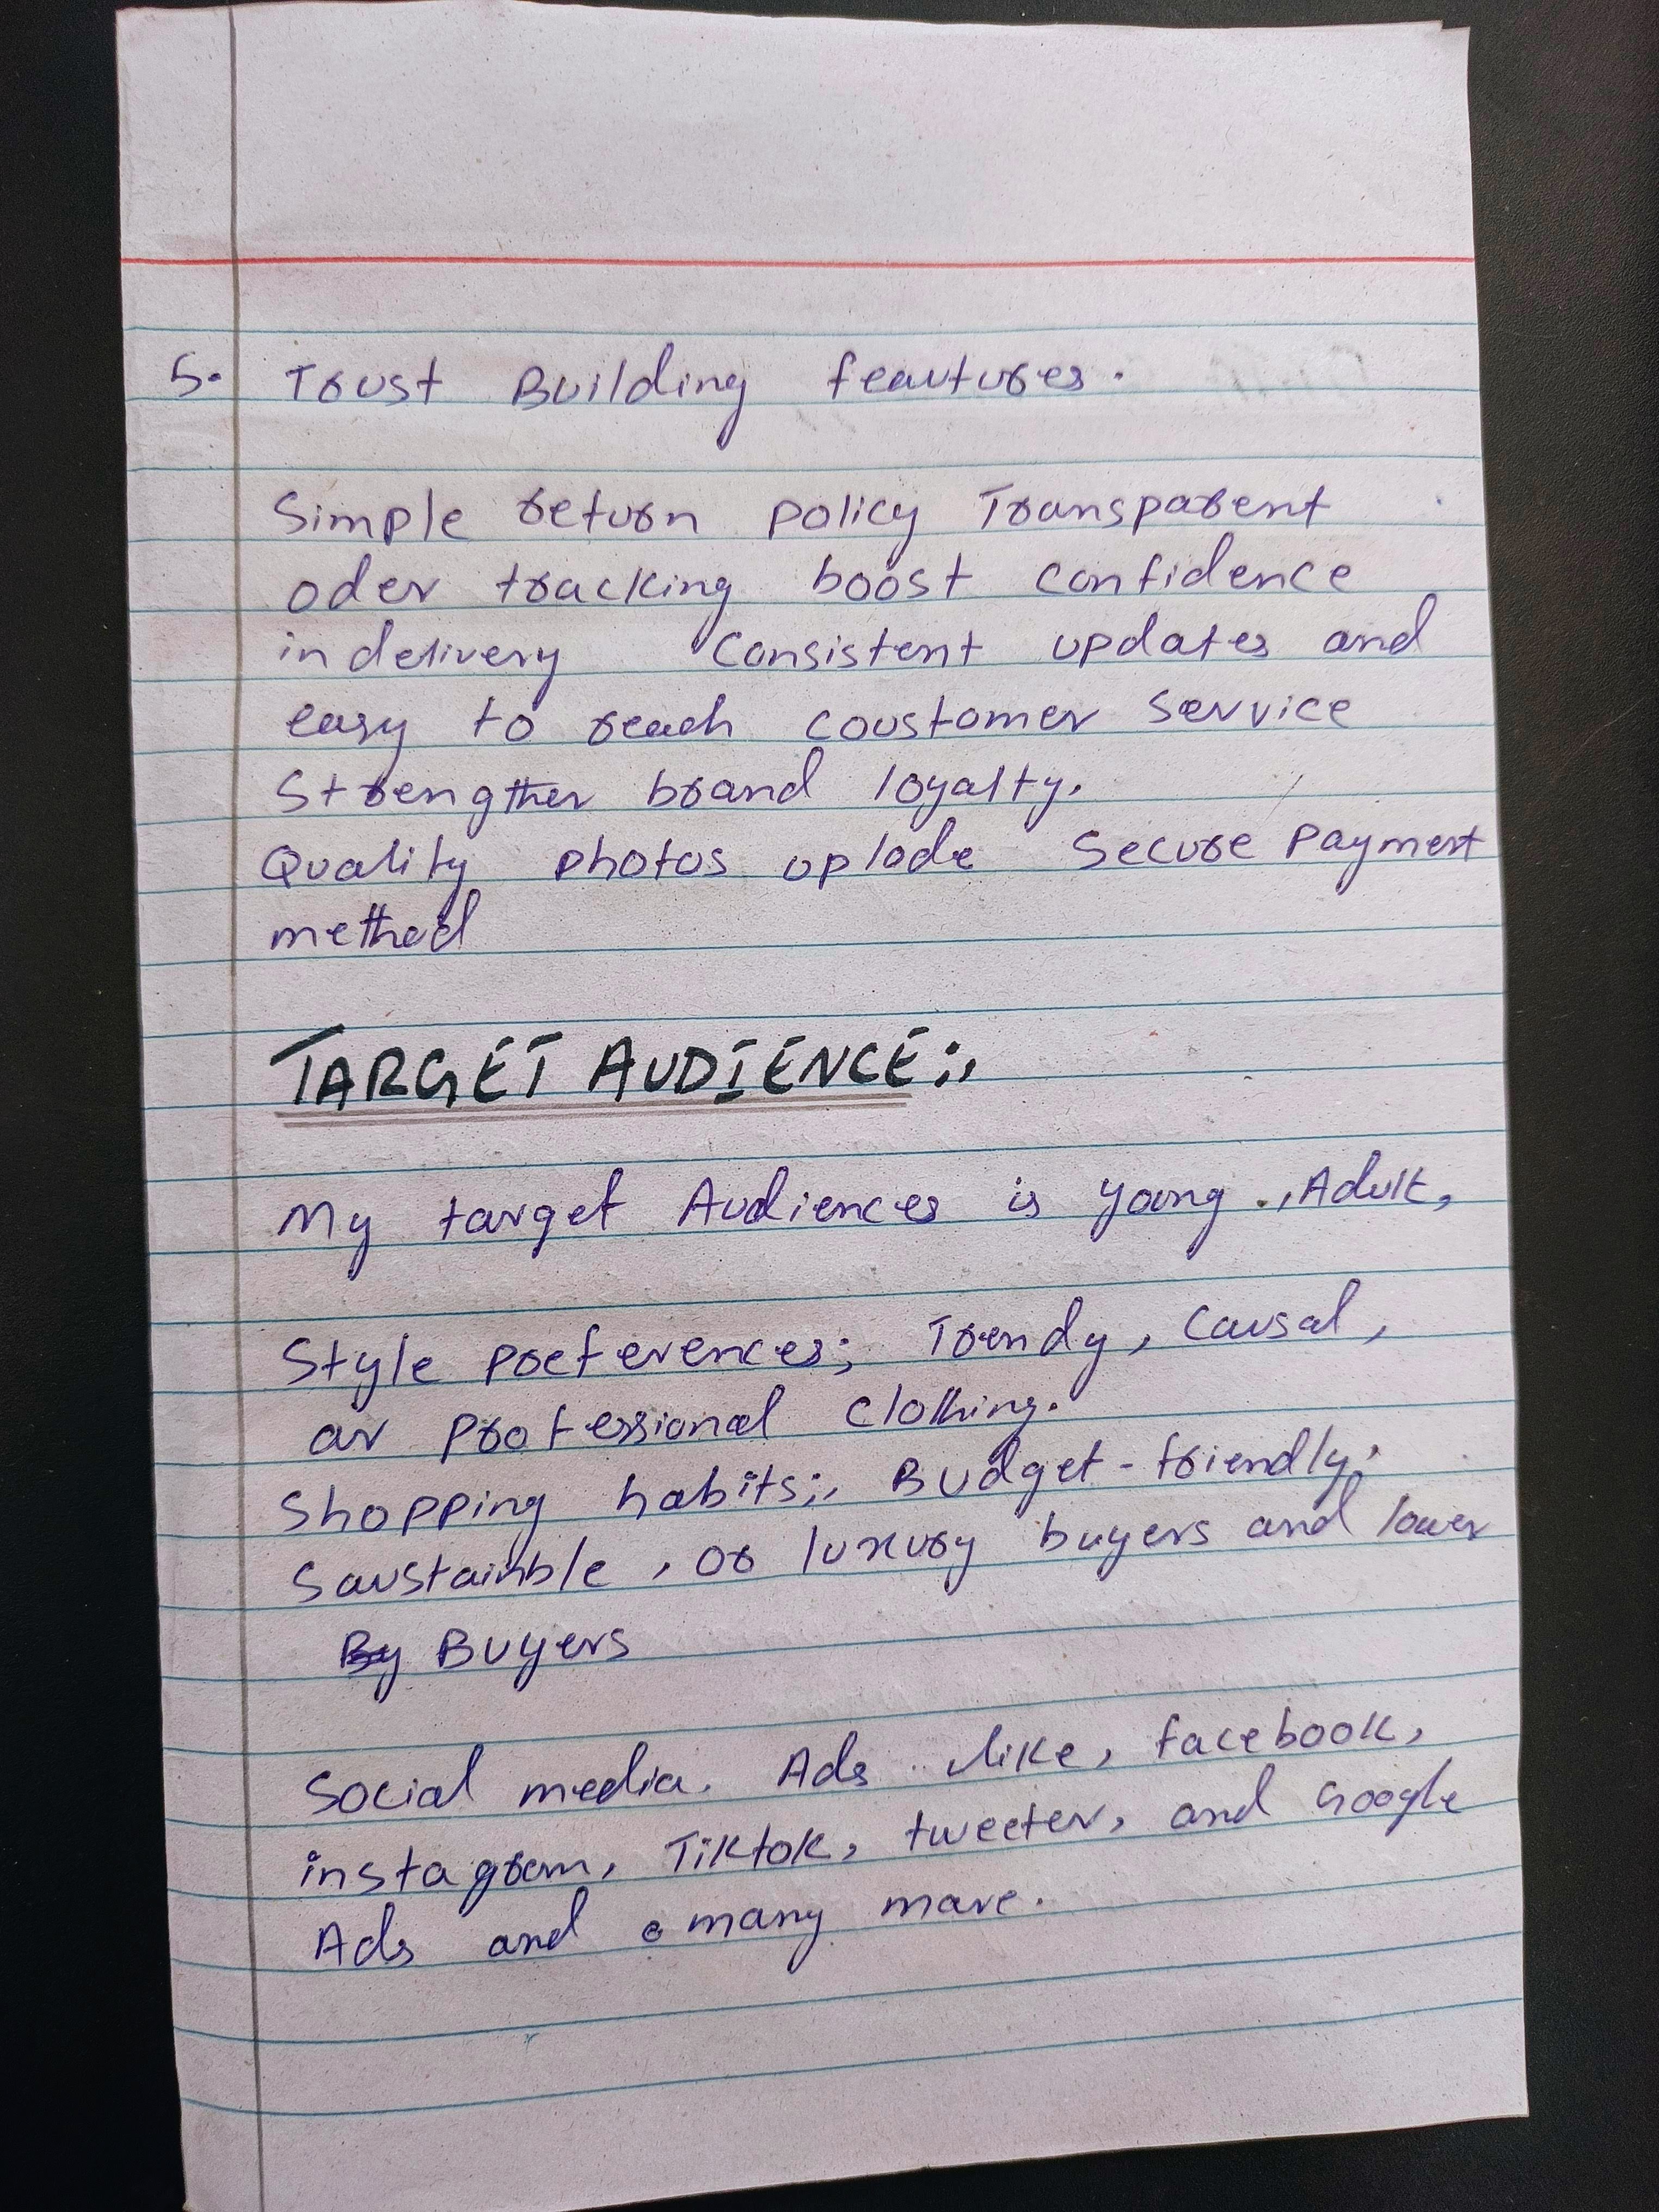 5. Trust Building feautures.
Simple return policy Transparent
oder tracking boost confidence
in delivery Consistent updates and
easy to reach coustomer service
Strengther brand loyalty.
Quality photos uplode Secure Payment
method
TARGET AUDIENCE:,
My target Audiences is young ., Adult,
Style preferences; Trendy, Causal,
or professional clothing.
Shopping habits;, Budget-friendly,
Saustainble, or luxury buyers and lower
By Buyers
Social media. Ads like, facebook,
instagram, Tiktok, tweeter, and Google
Ads and many more.